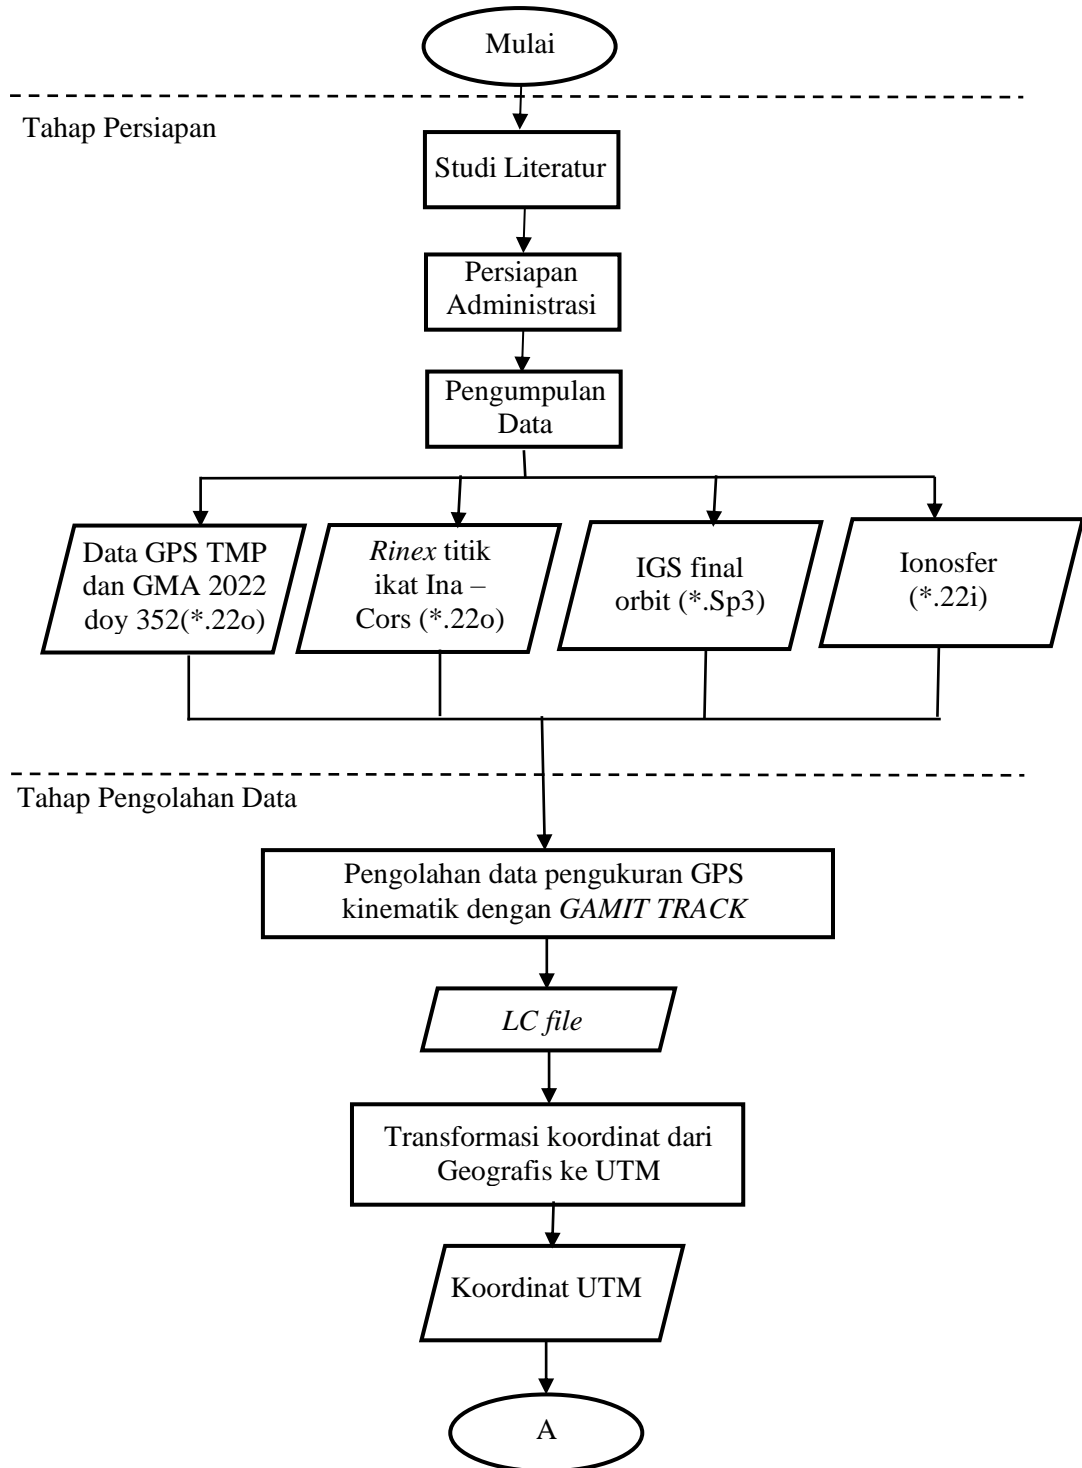 Mulai
Tahap Persiapan
Studi Literatur
Persiapan
Administrasi
Pengumpulan
Data
Data GPS TMP
dan GMA 2022
doy 352(*.22o)
Rinex titik
ikat Ina –
Cors (*.22o)
IGS final
orbit (*.Sp3)
Ionosfer
(*.22i)
Tahap Pengolahan Data
Pengolahan data pengukuran GPS
kinematik dengan GAMIT TRACK
LC file
Transformasi koordinat dari
Geografis ke UTM
Koordinat UTM
A